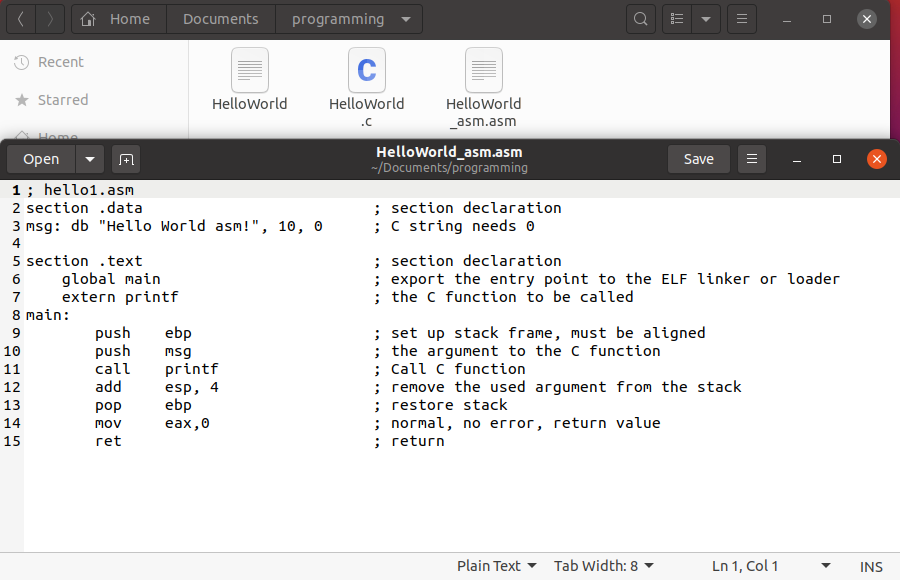 Home Documents programming
Recent
Starred
Home
HelloWorld
HelloWorld
.c
HelloWorld
_asm.asm
Open
HelloWorld_asm.asm
~/Documents/programming
Save
1 ; hello1.asm
2 section .data ; section declaration
3 msg: db "Hello World asm!", 10, 0 ; C string needs 0
4
5 section .text ; section declaration
6 global main ; export the entry point to the ELF linker or loader
7 extern printf ; the C function to be called
8 main:
9 push ebp ; set up stack frame, must be aligned
10 push msg ; the argument to the C function
11 call printf ; Call C function
12 add esp, 4 ; remove the used argument from the stack
13 pop ebp ; restore stack
14 mov eax,0 ; normal, no error, return value
15 ret ; return
Plain Text Tab Width: 8 Ln 1, Col 1 INS